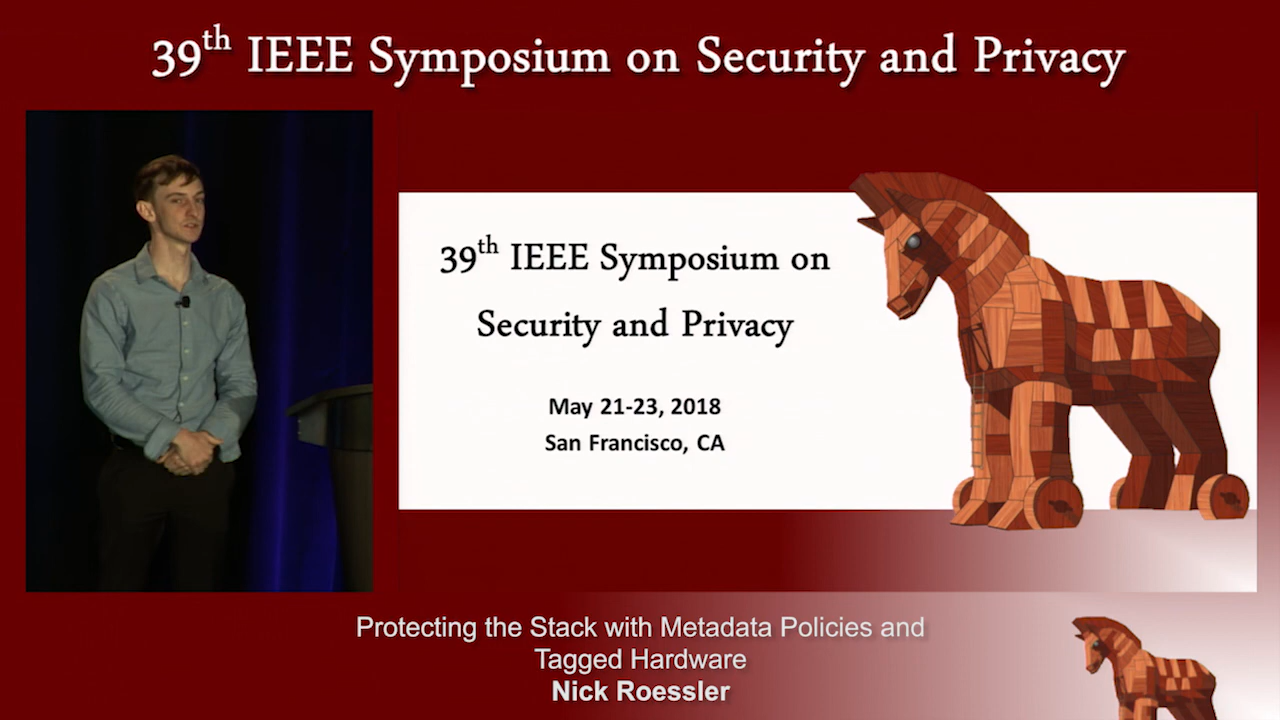 39th IEEE Symposium on Security and Privacy
39th IEEE Symposium on
Security and Privacy
May 21-23, 2018
San Francisco, CA
Protecting the Stack with Metadata Policies and
Tagged Hardware
Nick Roessler